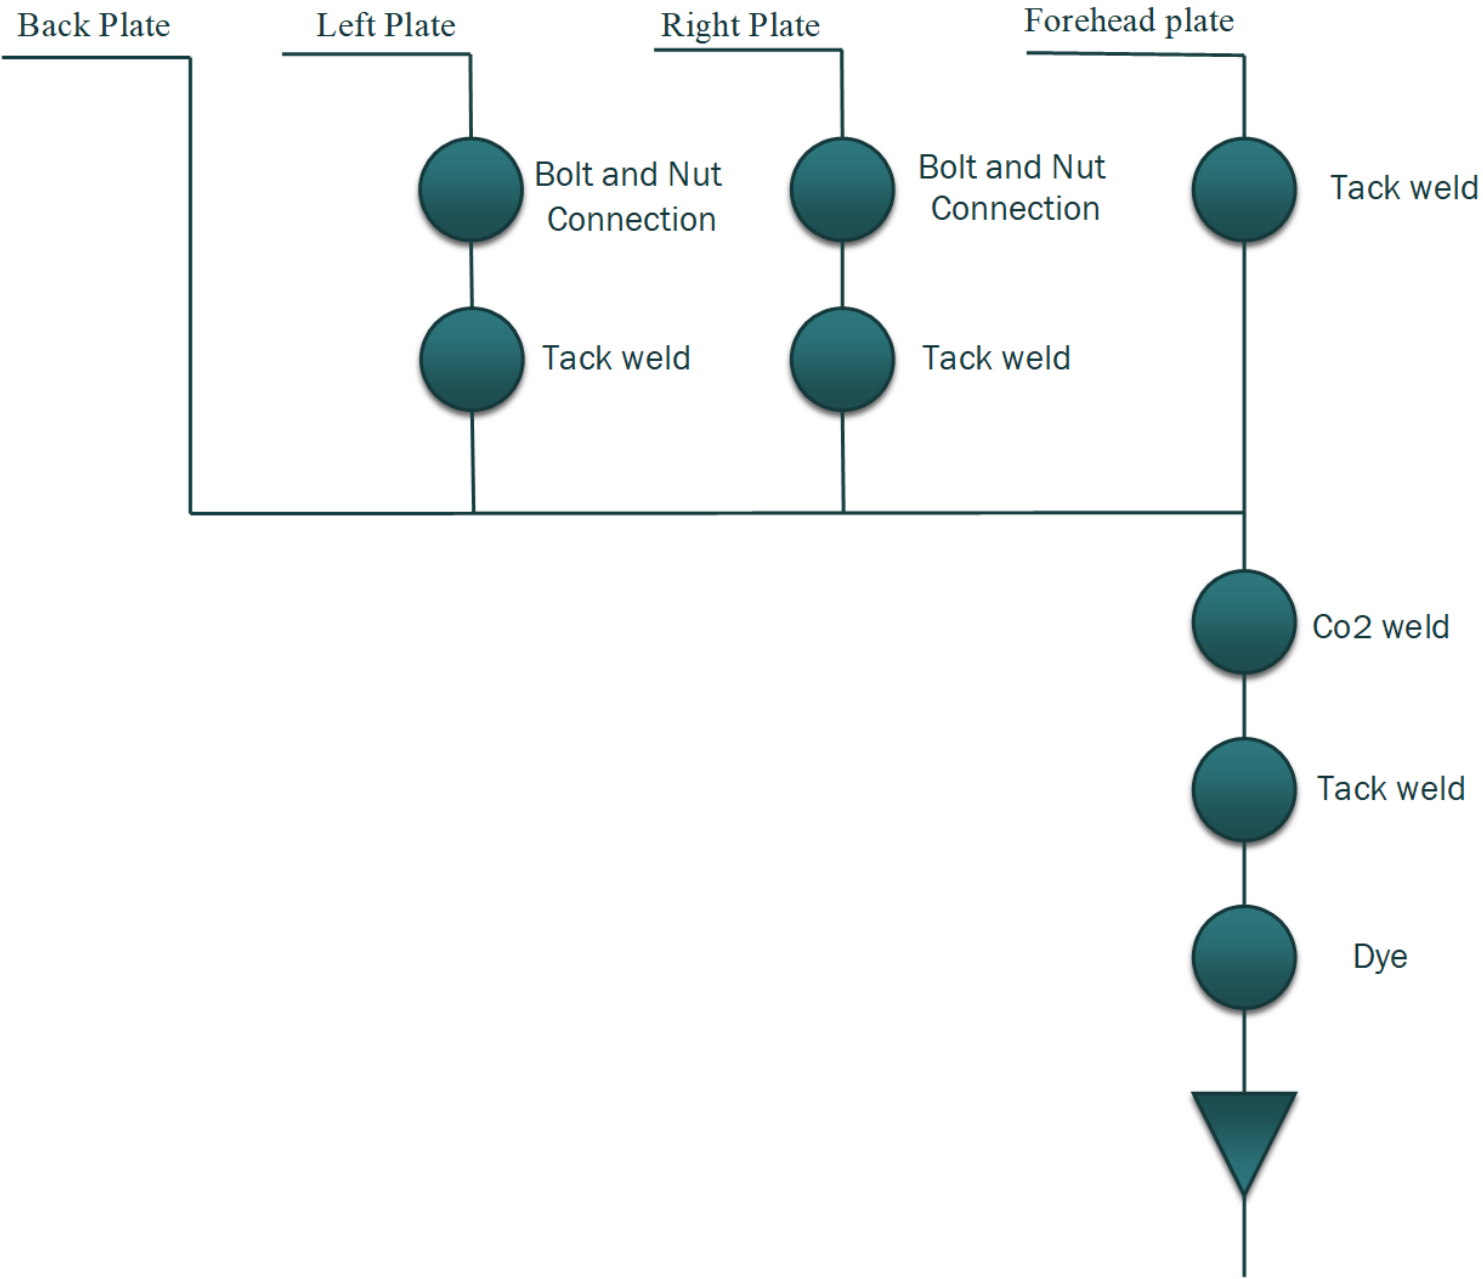 Back Plate
Left Plate
Right Plate
Forehead plate
Bolt and Nut
Connection
Bolt and Nut
Connection
Tack weld
Tack weld
Tack weld
Co2 weld
Tack weld
Dye